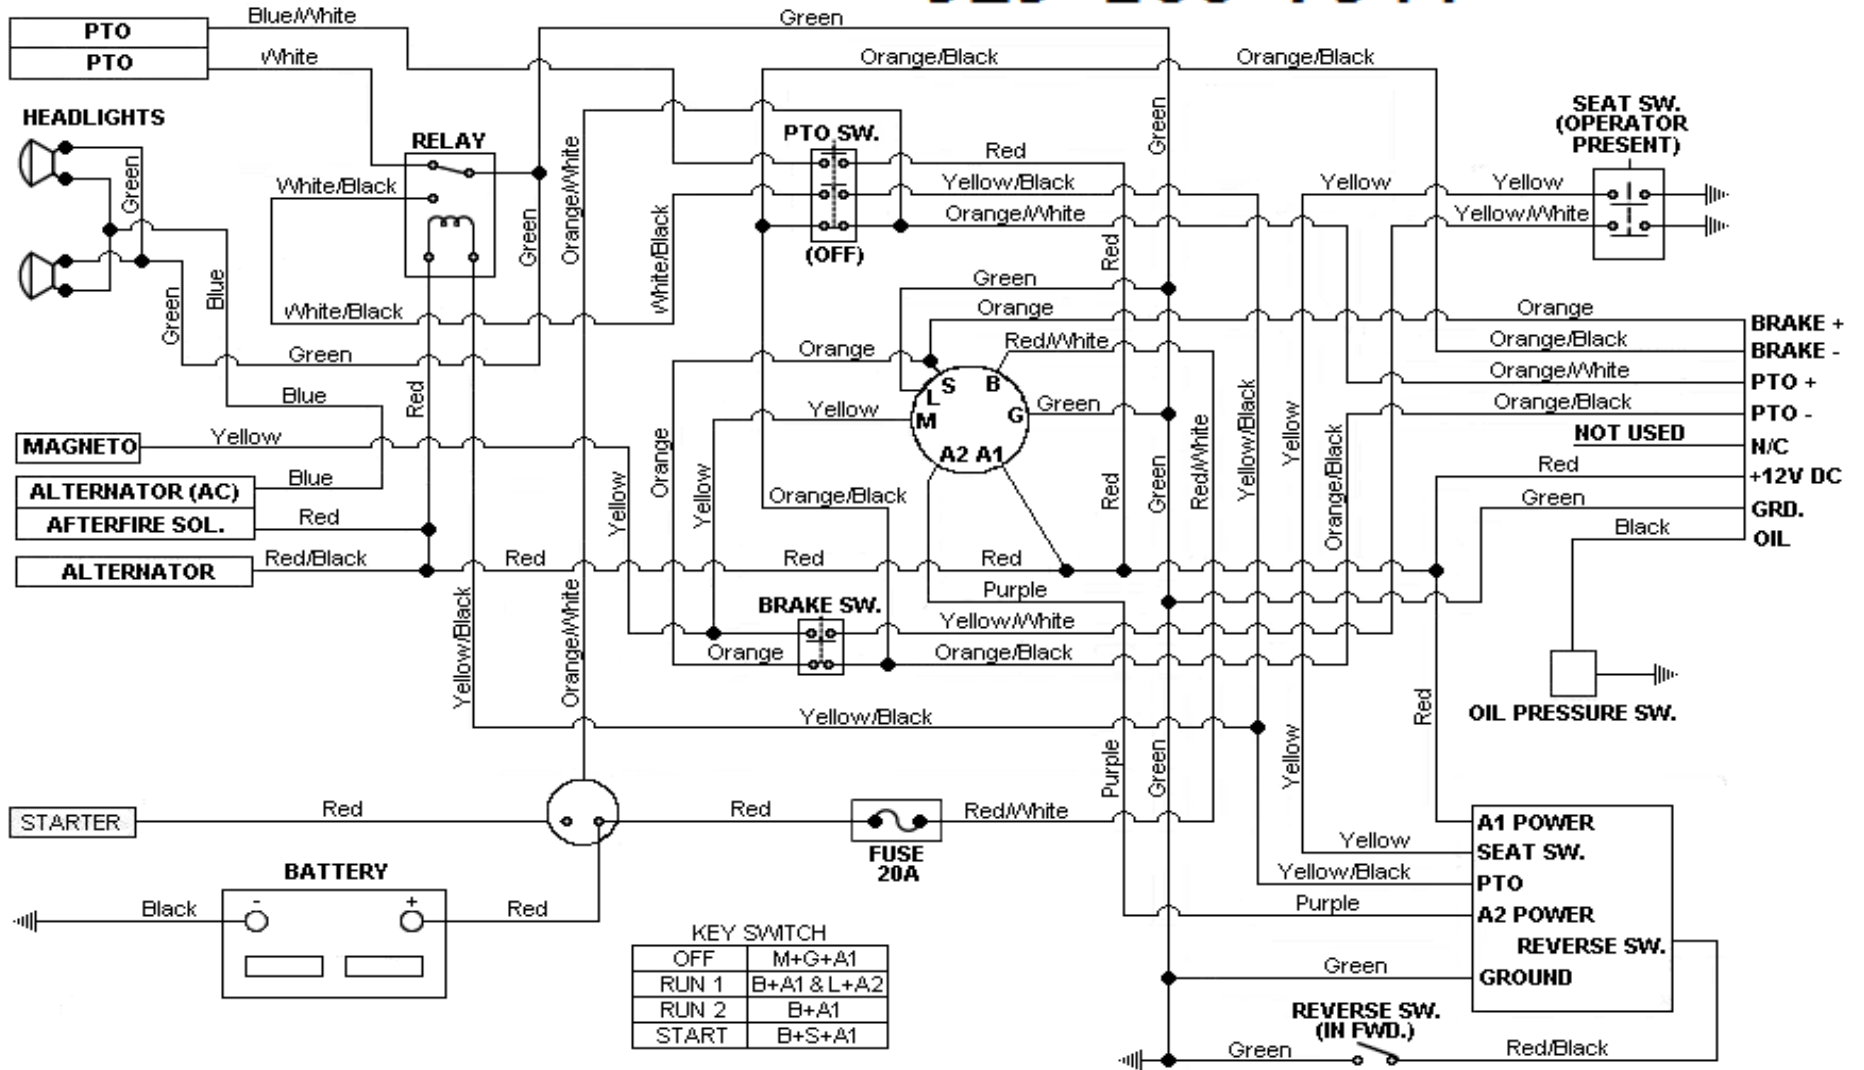 PTO
Blue/White
Green
PTO
White
Orange/Black
Orange/Black
HEADLIGHTS
RELAY
PTO SW.
SEAT SW.
(OPERATOR
PRESENT)
Green
Green
Orange/White
Red
White/Black
Yellow/Black
Yellow
Yellow
Orange/White
Yellow/White
(OFF)
Green
White/Black
Red
Blue
Green
White/Black
Green
Orange
Orange
BRAKE +
Green
Orange
Red/White
Orange/Black
BRAKE -
Orange/White
PTO +
S
B
L
Blue
Red
Yellow
M
G
Green
Orange/Black
PTO -
Yellow/Black
Yellow
Red/White
NOT USED
N/C
MAGNETO
Yellow
Orange
A2
A1
Orange/Black
Red
+12V DC
Blue
ALTERNATOR (AC)
Yellow
Yellow
Orange/Black
Red
Green
Green
GRD.
AFTERFIRE SOL.
Red
Black
OIL
ALTERNATOR
Red/Black
Red
Red
Red
Purple
BRAKE SW.
Yellow/White
Yellow/Black
Orange/White
Orange
Orange/Black
Red
OIL PRESSURE SW.
Yellow/Black
Purple
Green
Yellow
STARTER
Red
Red
Red/White
A1 POWER
FUSE
20A
Yellow
SEAT SW.
BATTERY
Yellow/Black
PTO
Black
-
+
Red
Purple
A2 POWER
KEY SWITCH
REVERSE SW.
OFF M+G+A1
Green
GROUND
RUN 1 B+A1 & L+A2
RUN 2 B+A1
REVERSE SW.
(IN FWD.)
START B+S+A1
Green
Red/Black